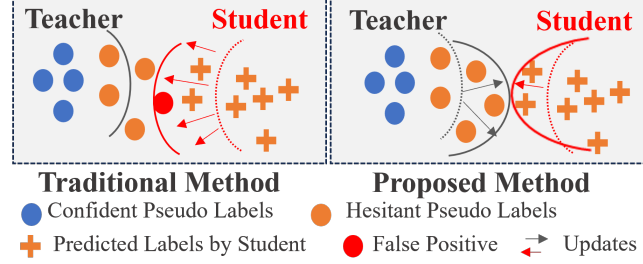 Teacher Student Teacher Student
Traditional Method Proposed Method
Confident Pseudo Labels Hesitant Pseudo Labels
Predicted Labels by Student False Positive Updates